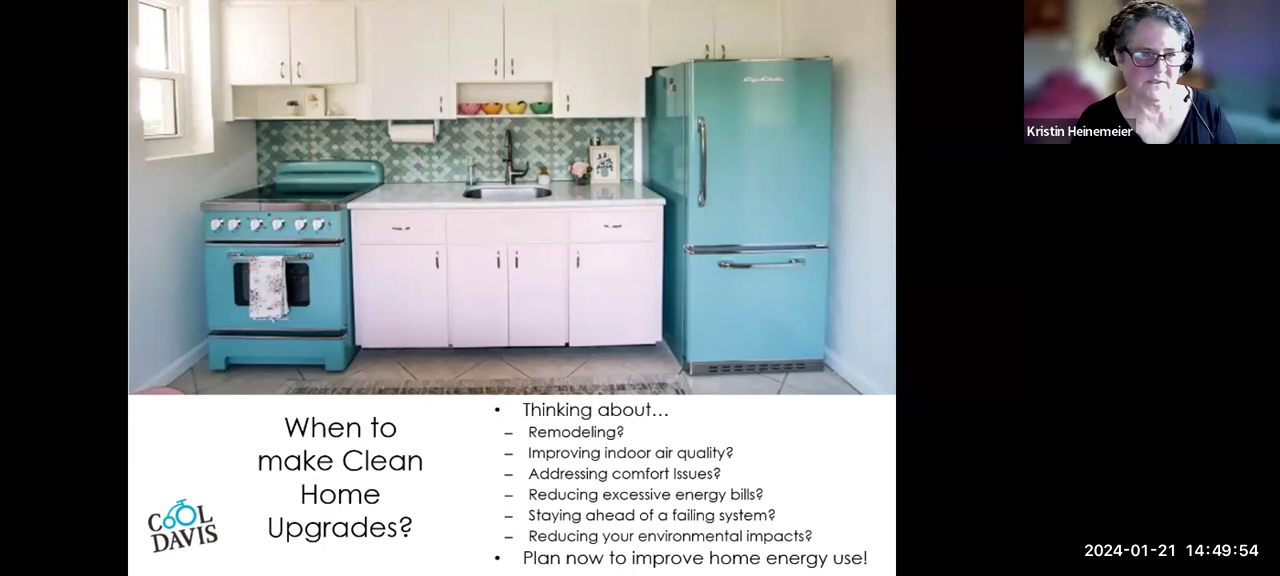 Kristin Heinemeier
When to
make Clean
Home
Upgrades?
COOL
DAVIS
• Thinking about…
– Remodeling?
– Improving indoor air quality?
– Addressing comfort Issues?
– Reducing excessive energy bills?
– Staying ahead of a failing system?
– Reducing your environmental impacts?
• Plan now to improve home energy use!
2024-01-21 14:49:54